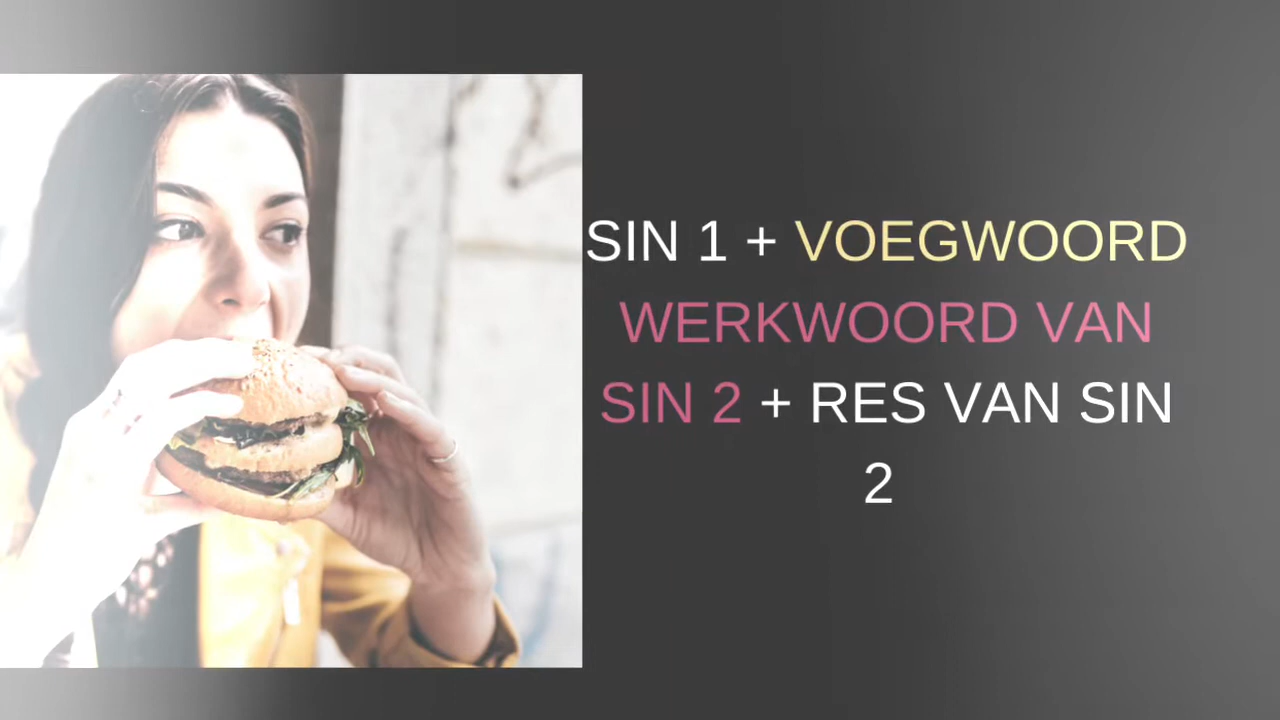 SIN 1 + VOEGWOORD
WERKWOORD VAN
SIN 2 + RES VAN SIN
2